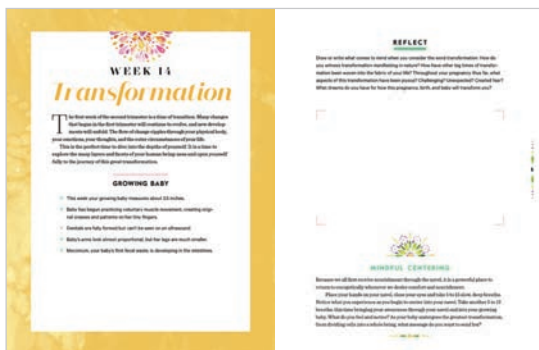 WEEK 14
Transformation
The first week of the second trimester is a time of transition. Many changes
that began in the first trimester will continue to evolve, and new develop-
ments will unfold. The flow of change ripples through your physical body,
your emotions, your thoughts, and the outer circumstances of your life.
This is the perfect time to dive into the depths of yourself. It is a time to
explore the many layers and facets of your human being-ness and open yourself
fully to the journey of this great transformation.
GROWING BABY
This week your growing baby measures about 3.5 inches.
Baby has begun practicing voluntary muscle movement, creating origi-
nal creases and patterns on her tiny fingers.
Genitals are fully formed but can't be seen on an ultrasound.
Baby's arms look almost proportional, but her legs are much smaller.
Meconium, your baby's first fecal waste, is developing in the intestines.
REFLECT
Draw or write what comes to mind when you consider the word transformation. How do
you witness transformation manifesting in nature? How have other big times of transfor-
mation been woven into the fabric of your life? Throughout your pregnancy thus far, what
aspects of this transformation have been joyous? Challenging? Unexpected? Created fear?
What dreams do you have for how this pregnancy, birth, and baby will transform you?
MINDFUL CENTERING
Because we all first receive nourishment through the navel, it is a powerful place to
return to energetically whenever we desire comfort and nourishment.
Place your hands on your navel, close your eyes and take 5 to 15 slow, deep breaths.
Notice what you experience as you begin to center into your navel. Take another 5 to 15
breaths, this time bringing your awareness through your navel and into your growing
baby. What do you feel and notice? As your baby undergoes the greatest transformation,
from dividing cells into a whole being, what message do you want to send her?